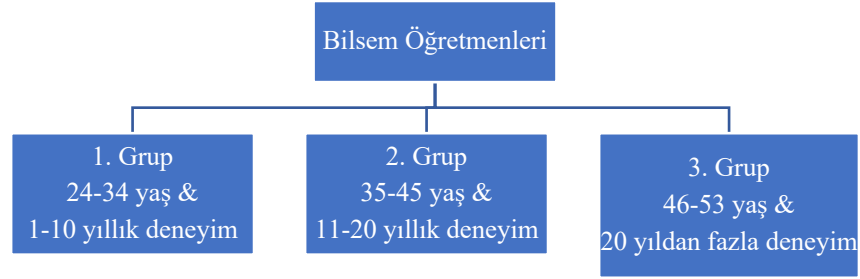 Bilsem Öğretmenleri
1. Grup
24-34 yaş &
1-10 yıllık deneyim
2. Grup
35-45 yaş &
11-20 yıllık deneyim
3. Grup
46-53 yaş &
20 yıldan fazla deneyim